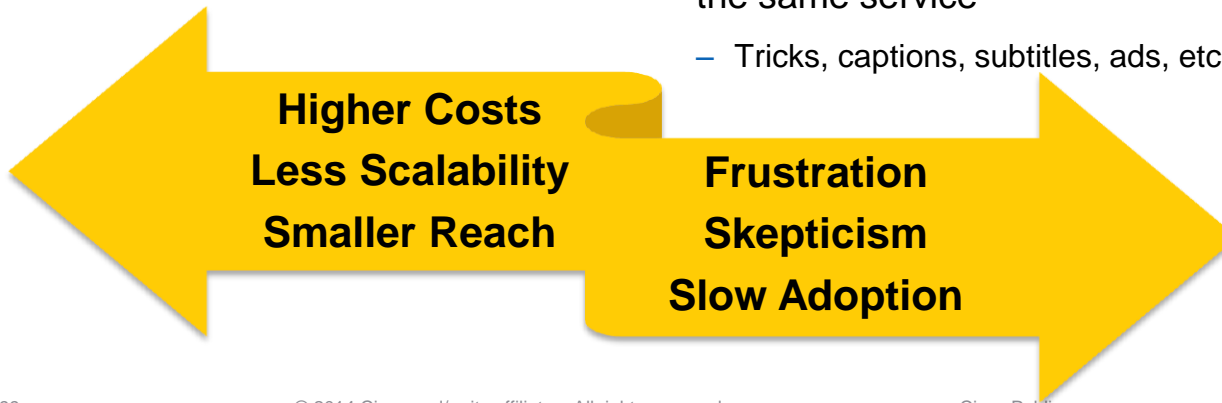 the same service
– Tricks, captions, subtitles, ads, etc
Higher Costs
Less Scalability
Smaller Reach
Frustration
Skepticism
Slow Adoption